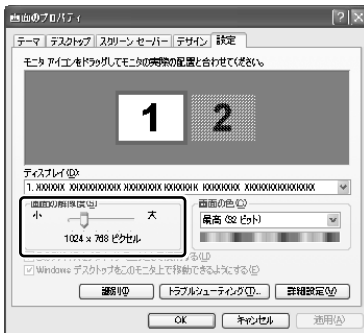 画面のプロパティ
テーマ デスクトップ スクリーン セーバー デザイン 設定
モニタ アイコンをドラッグしてモニタの実際の配置と合わせてください。
1 2
ディスプレイ(D):
画面の解像度(S)
小 大
1024 x 768 ピクセル
画面の色(C)
最高 (32 ビット)
Windows デスクトップをこのモニタ上で移動できるようにする(E)
識別(I) トラブルシューティング(T)... 詳細設定(V)
OK キャンセル 適用(A)